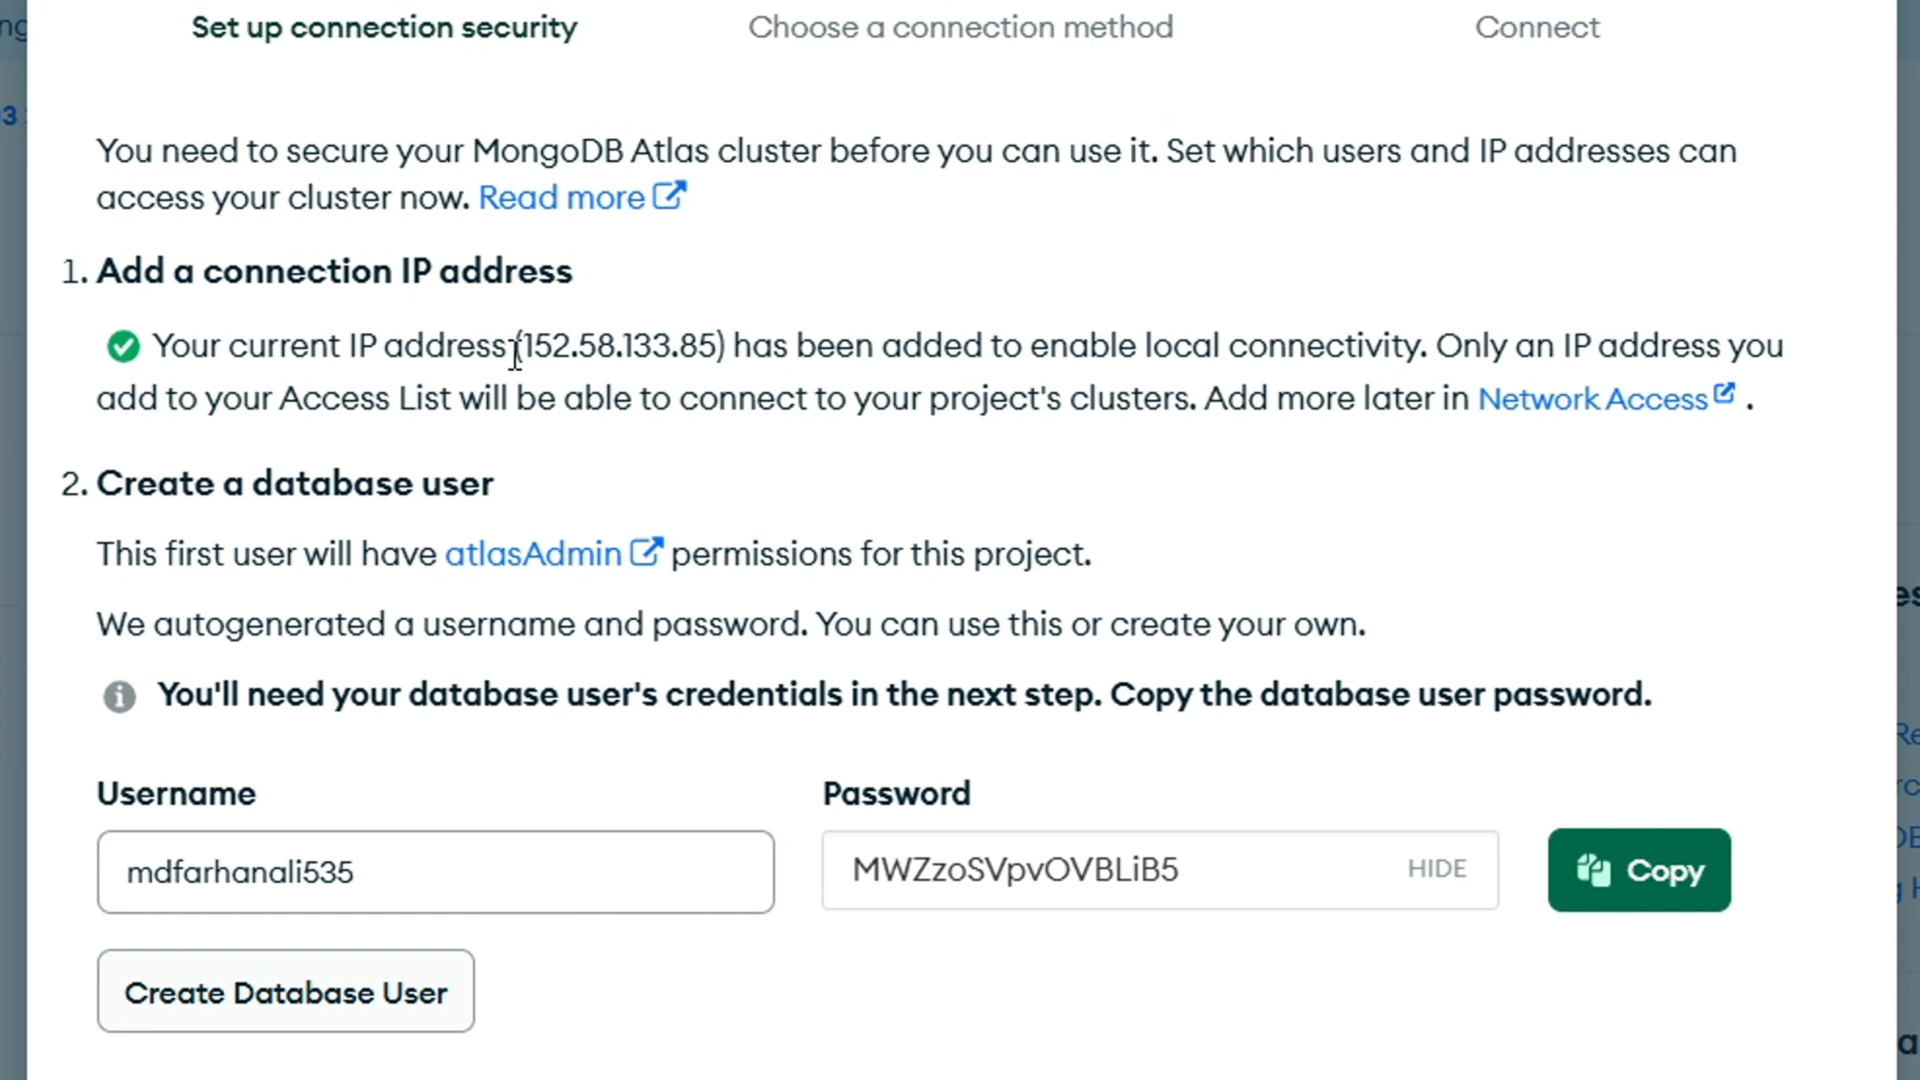 Set up connection security
Choose a connection method
Connect
You need to secure your MongoDB Atlas cluster before you can use it. Set which users and IP addresses can
access your cluster now. Read more
1. Add a connection IP address
Your current IP address (152.58.133.85) has been added to enable local connectivity. Only an IP address you
add to your Access List will be able to connect to your project's clusters. Add more later in Network Access .
2. Create a database user
This first user will have atlasAdmin permissions for this project.
We autogenerated a username and password. You can use this or create your own.
You'll need your database user's credentials in the next step. Copy the database user password.
Username
Password
mdfarhanali535
MWZzoSVpvOVBLiB5 HIDE
Copy
Create Database User